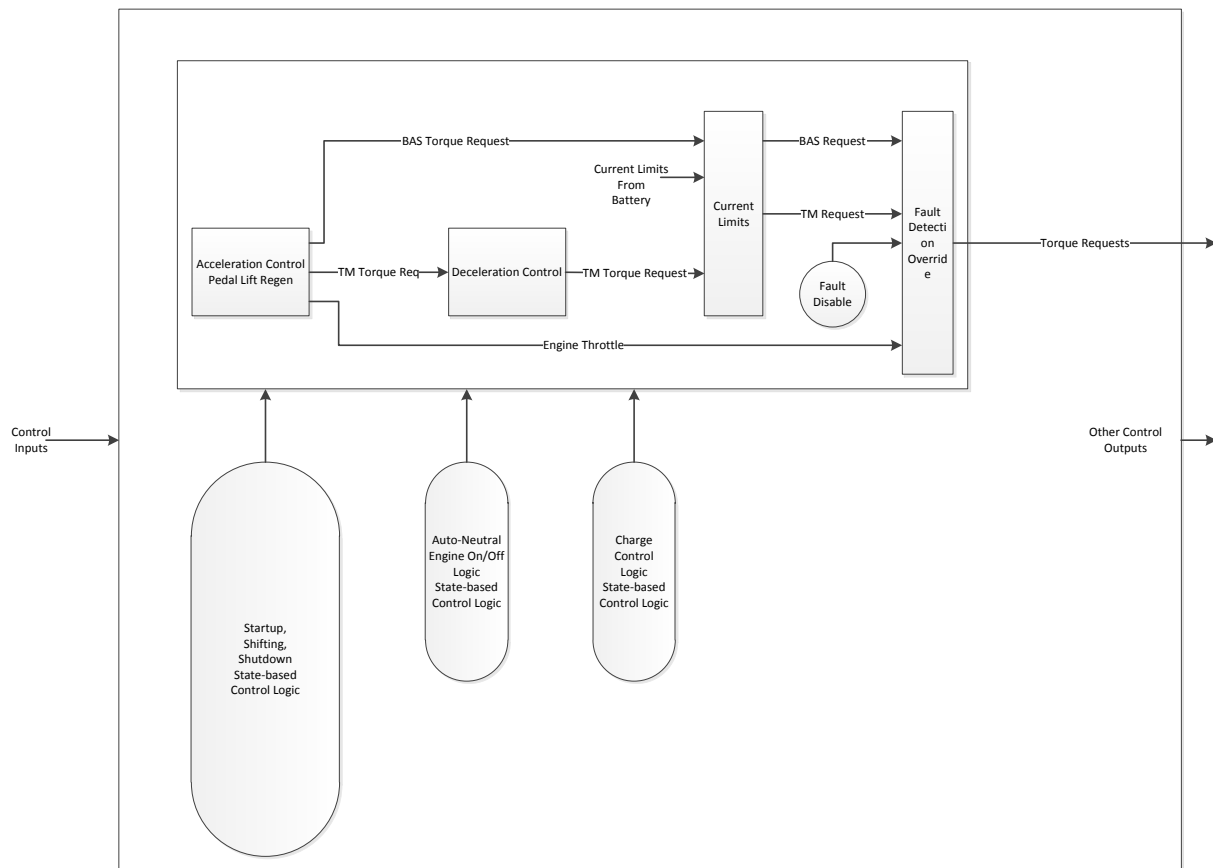 BAS Torque Request
BAS Request
Current Limits
From
Battery
Current
Limits
TM Request
Fault
Detecti
on
Overrid
e
Torque Requests
Acceleration Control
Pedal Lift Regen
TM Torque Req
Deceleration Control
TM Torque Request
Fault
Disable
Engine Throttle
Control
Inputs
Other Control
Outputs
Startup,
Shifting,
Shutdown
State-based
Control Logic
Auto-Neutral
Engine On/Off
Logic
State-based
Control Logic
Charge
Control
Logic
State-based
Control Logic